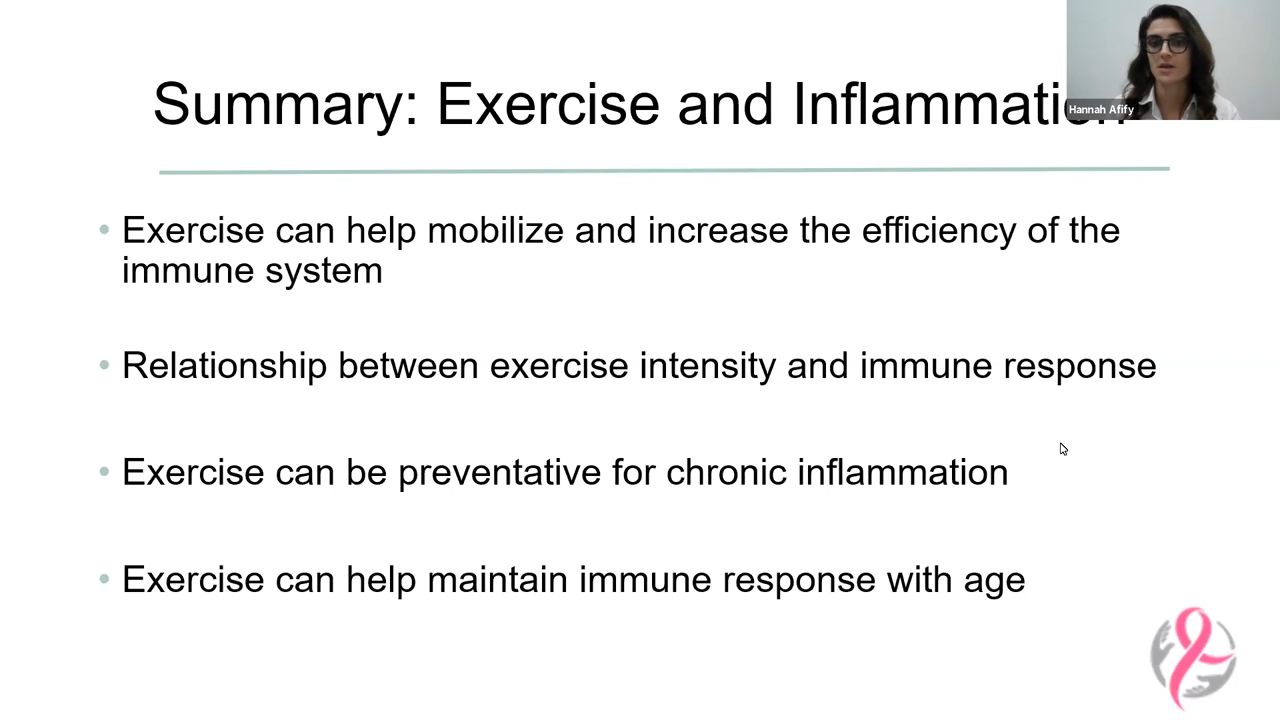 Summary: Exercise and Inflammation
Hannah Afify
• Exercise can help mobilize and increase the efficiency of the
immune system
• Relationship between exercise intensity and immune response
• Exercise can be preventative for chronic inflammation
• Exercise can help maintain immune response with age